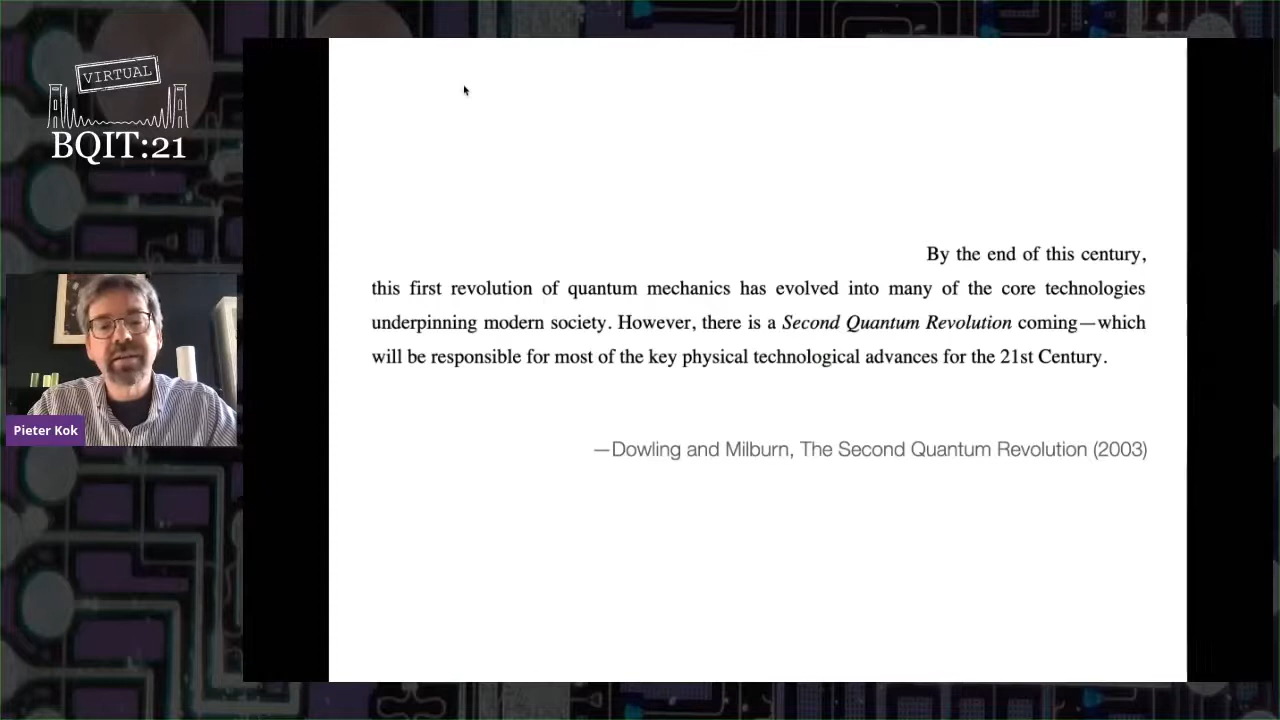 VIRTUAL
BQIT:21
By the end of this century,
this first revolution of quantum mechanics has evolved into many of the core technologies
underpinning modern society. However, there is a Second Quantum Revolution coming—which
will be responsible for most of the key physical technological advances for the 21st Century.
—Dowling and Milburn, The Second Quantum Revolution (2003)
Pieter Kok